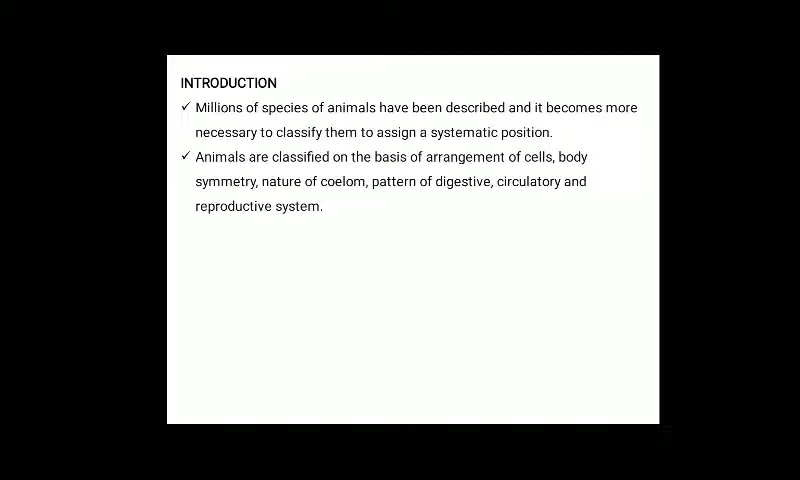 INTRODUCTION
✓ Millions of species of animals have been described and it becomes more
necessary to classify them to assign a systematic position.
✓ Animals are classified on the basis of arrangement of cells, body
symmetry, nature of coelom, pattern of digestive, circulatory and
reproductive system.